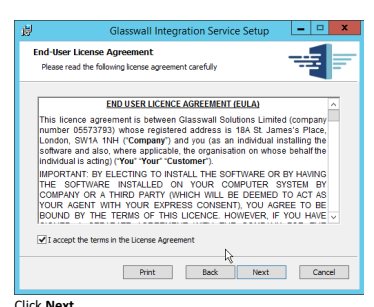 Glasswall Integration Service Setup
End-User License Agreement
Please read the following license agreement carefully
END USER LICENCE AGREEMENT (EULA)
This licence agreement is between Glasswall Solutions Limited (company
number 05573793) whose registered address is 18A St. James's Place,
London, SW1A 1NH ("Company") and you (as an individual installing the
software and also, where applicable, the organisation on whose behalf the
individual is acting) ("You" "Your" "Customer").
IMPORTANT: BY ELECTING TO INSTALL THE SOFTWARE OR BY HAVING
THE SOFTWARE INSTALLED ON YOUR COMPUTER SYSTEM BY
COMPANY OR A THIRD PARTY (WHICH WILL BE DEEMED TO ACT AS
YOUR AGENT WITH YOUR EXPRESS CONSENT), YOU AGREE TO BE
BOUND BY THE TERMS OF THIS LICENCE. HOWEVER, IF YOU HAVE
I accept the terms in the License Agreement
Print Back Next Cancel
Click Next